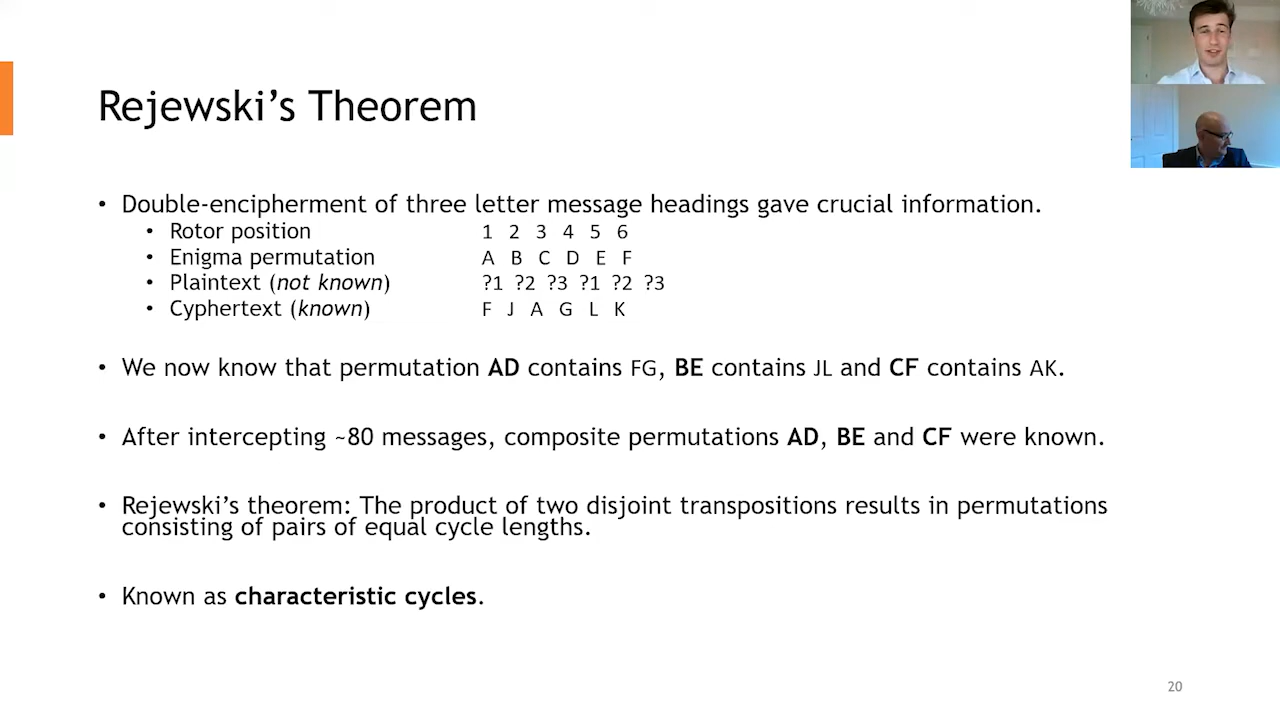 Rejewski’s Theorem
• Double-encipherment of three letter message headings gave crucial information.
• Rotor position 1 2 3 4 5 6
• Enigma permutation A B C D E F
• Plaintext (not known) ?1 ?2 ?3 ?1 ?2 ?3
• Cyphertext (known) F J A G L K
• We now know that permutation AD contains FG, BE contains JL and CF contains AK.
• After intercepting ~80 messages, composite permutations AD, BE and CF were known.
• Rejewski’s theorem: The product of two disjoint transpositions results in permutations
consisting of pairs of equal cycle lengths.
• Known as characteristic cycles.
20